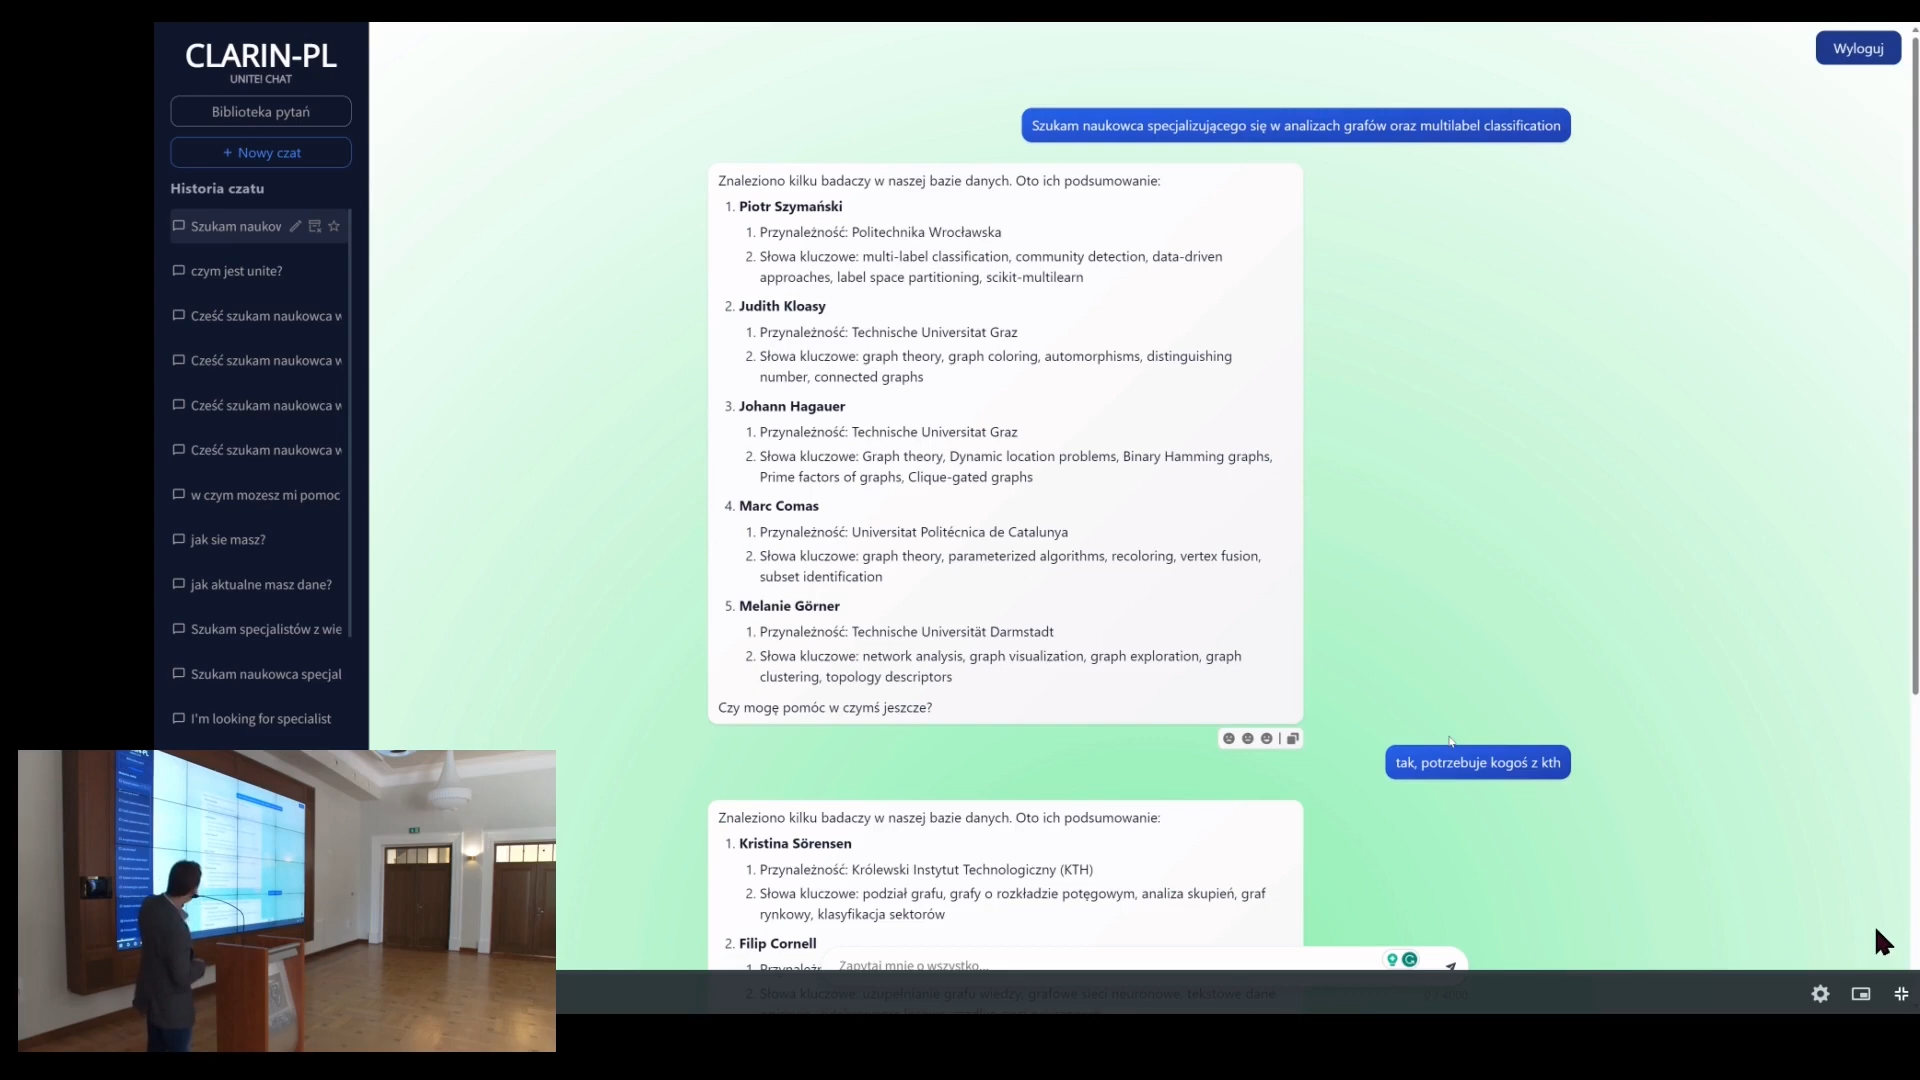 CLARIN-PL
UNITE! CHAT
Biblioteka pytań
+ Nowy czat
Historia czatu
Szukam naukow
czym jest unite?
Cześć szukam naukowca w
Cześć szukam naukowca w
Cześć szukam naukowca w
Cześć szukam naukowca w
w czym mozesz mi pomoc
jak sie masz?
jak aktualne masz dane?
Szukam specjalistów z wie
Szukam naukowca specjal
I'm looking for specialist
Wyloguj
Szukam naukowca specjalizującego się w analizach grafów oraz multilabel classification
Znaleziono kilku badaczy w naszej bazie danych. Oto ich podsumowanie:
1. Piotr Szymański
1. Przynależność: Politechnika Wrocławska
2. Słowa kluczowe: multi-label classification, community detection, data-driven
approaches, label space partitioning, scikit-multilearn
2. Judith Kloasy
1. Przynależność: Technische Universitat Graz
2. Słowa kluczowe: graph theory, graph coloring, automorphisms, distinguishing
number, connected graphs
3. Johann Hagauer
1. Przynależność: Technische Universitat Graz
2. Słowa kluczowe: Graph theory, Dynamic location problems, Binary Hamming graphs,
Prime factors of graphs, Clique-gated graphs
4. Marc Comas
1. Przynależność: Universitat Politécnica de Catalunya
2. Słowa kluczowe: graph theory, parameterized algorithms, recoloring, vertex fusion,
subset identification
5. Melanie Görner
1. Przynależność: Technische Universität Darmstadt
2. Słowa kluczowe: network analysis, graph visualization, graph exploration, graph
clustering, topology descriptors
Czy mogę pomóc w czymś jeszcze?
tak, potrzebuje kogoś z kth
Znaleziono kilku badaczy w naszej bazie danych. Oto ich podsumowanie:
1. Kristina Sörensen
1. Przynależność: Królewski Instytut Technologiczny (KTH)
2. Słowa kluczowe: podział grafu, grafy o rozkładzie potęgowym, analiza skupień, graf
rynkowy, klasyfikacja sektorów
2. Filip Cornell
1. Przynależn
Zapytaj mnie o wszystko...
2. Słowa kluczowe: uzupełnianie grafu wiedzy, grafowe sieci neuronowe, tekstowe dane